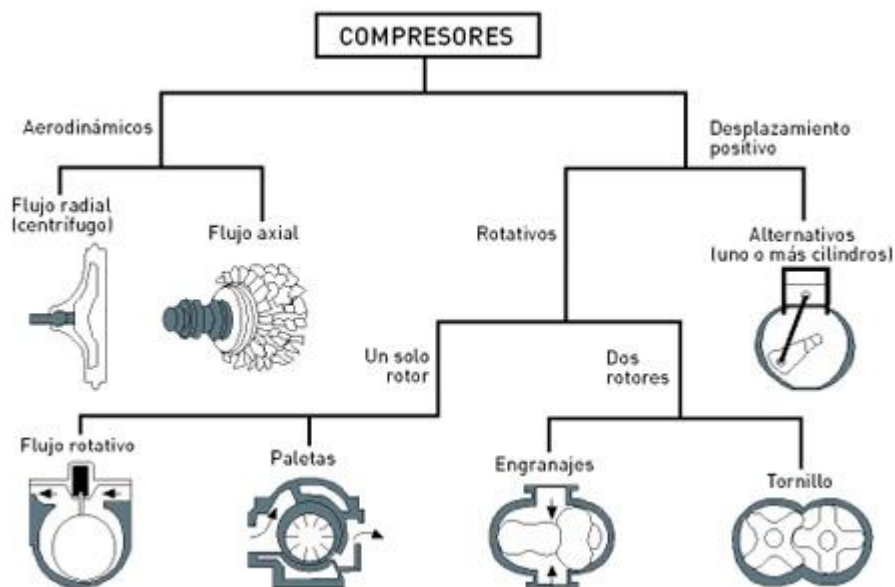 COMPRESORES
Aerodinámicos
Desplazamiento
positivo
Flujo radial
(centrífugo)
Flujo axial
Rotativos
Alternativos
(uno o más cilindros)
Un solo
rotor
Dos
rotores
Flujo rotativo
Paletas
Engranajes
Tornillo